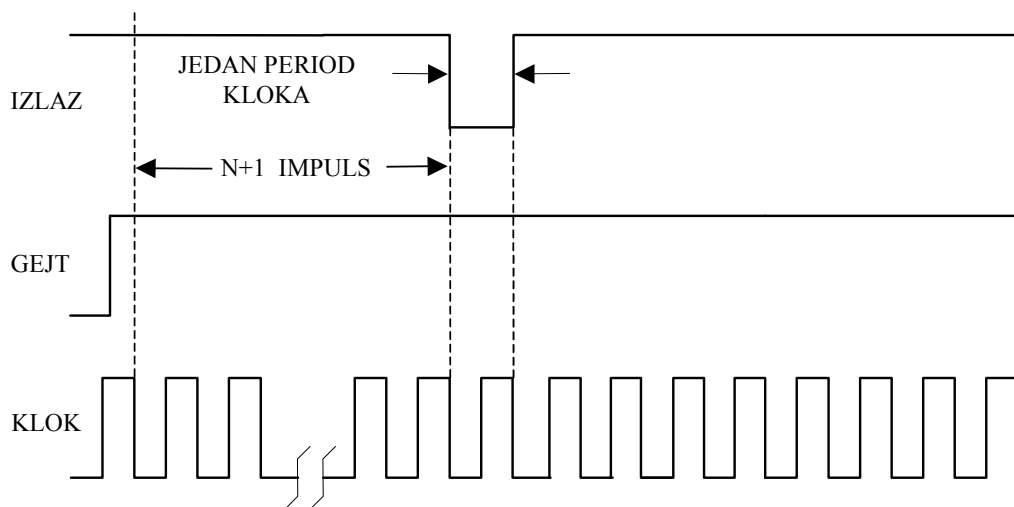 JEDAN PERIOD
KLOKA
IZLAZ
N+1 IMPULS
GEJT
KLOK